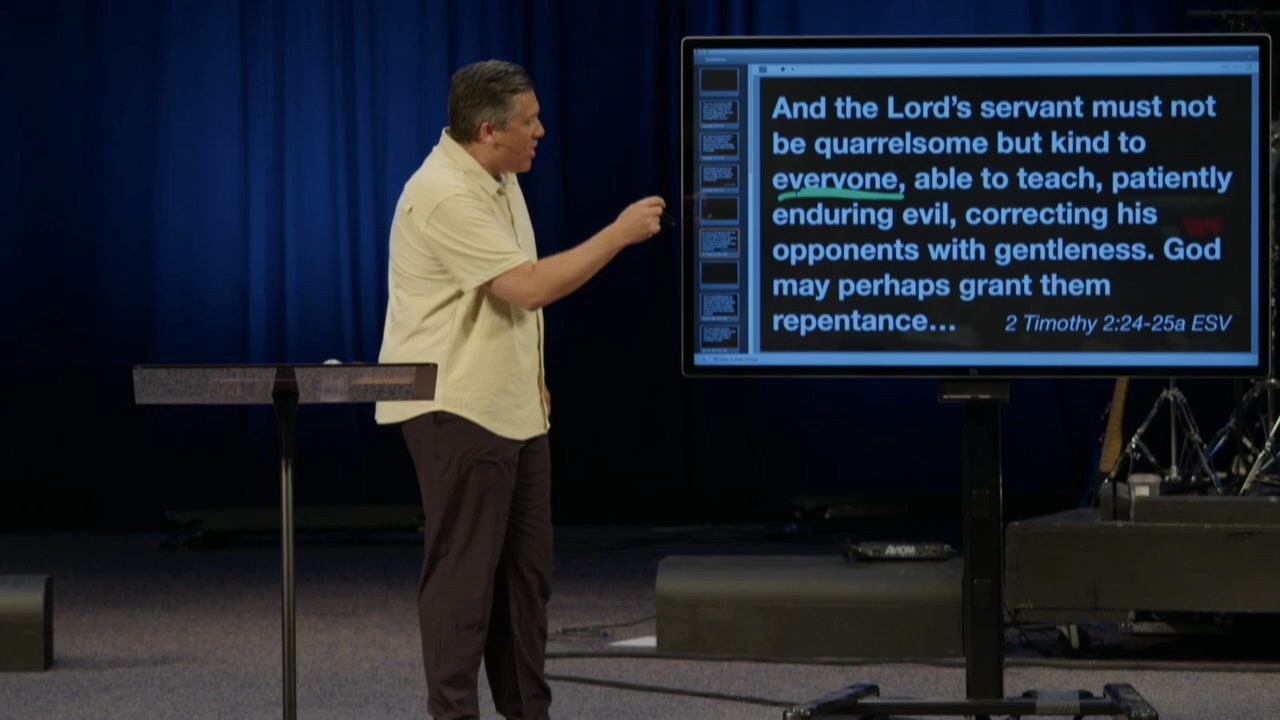 And the Lord's servant must not
be quarrelsome but kind to
everyone, able to teach, patiently
enduring evil, correcting his
opponents with gentleness. God
may perhaps grant them
repentance... 2 Timothy 2:24-25a ESV
AVIOM